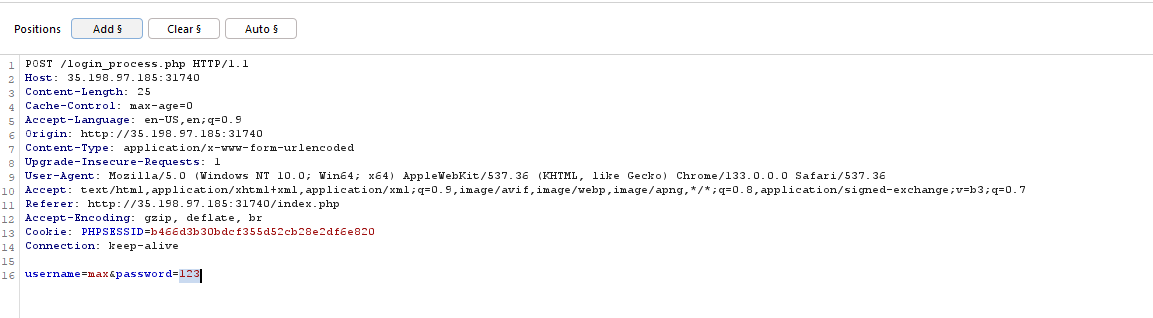 Positions Add § Clear § Auto §
1 POST /login_process.php HTTP/1.1
2 Host: 35.198.97.185:31740
3 Content-Length: 25
4 Cache-Control: max-age=0
5 Accept-Language: en-US,en;q=0.9
6 Origin: http://35.198.97.185:31740
7 Content-Type: application/x-www-form-urlencoded
8 Upgrade-Insecure-Requests: 1
9 User-Agent: Mozilla/5.0 (Windows NT 10.0; Win64; x64) AppleWebKit/537.36 (KHTML, like Gecko) Chrome/133.0.0.0 Safari/537.36
10 Accept: text/html,application/xhtml+xml,application/xml;q=0.9,image/avif,image/webp,image/apng,*/*;q=0.8,application/signed-exchange;v=b3;q=0.7
11 Referer: http://35.198.97.185:31740/index.php
12 Accept-Encoding: gzip, deflate, br
13 Cookie: PHPSESSID=b466d3b30bdcf355d52cb28e2df6e820
14 Connection: keep-alive
15
16 username=max&password=123